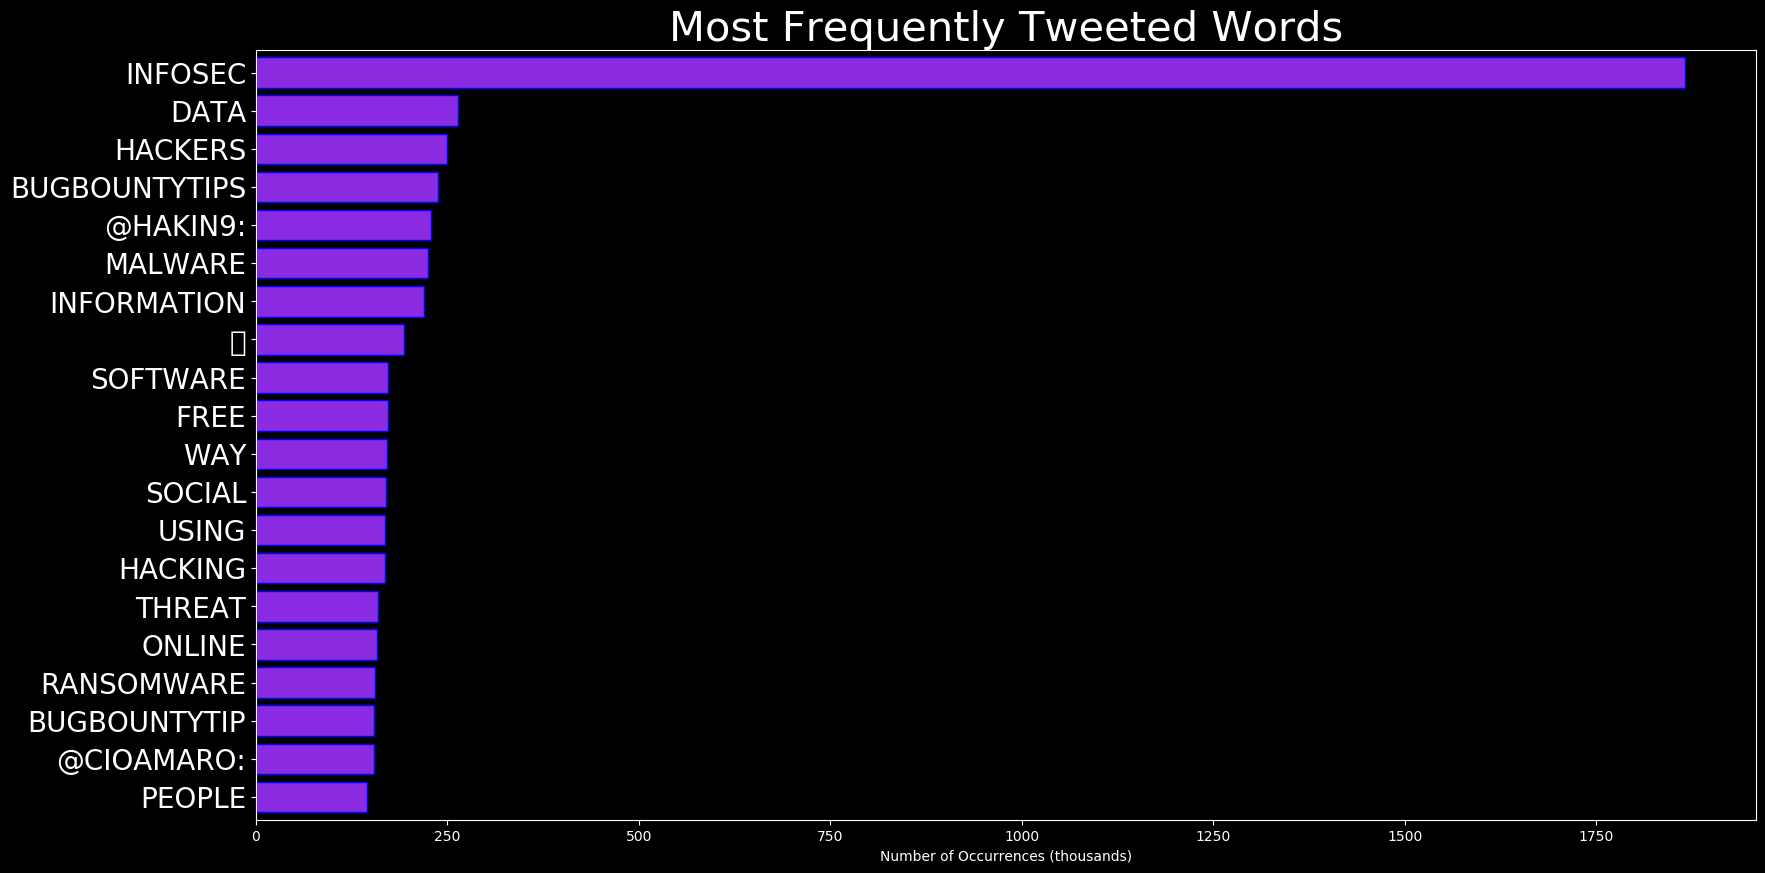 Most Frequently Tweeted Words
INFOSEC
DATA
HACKERS
BUGBOUNTYTIPS
@HAKIN9:
MALWARE
INFORMATION
SOFTWARE
FREE
WAY
SOCIAL
USING
HACKING
THREAT
ONLINE
RANSOMWARE
BUGBOUNTYTIP
@CIOAMARO:
PEOPLE
0 250 500 750 1000 1250 1500 1750
Number of Occurrences (thousands)